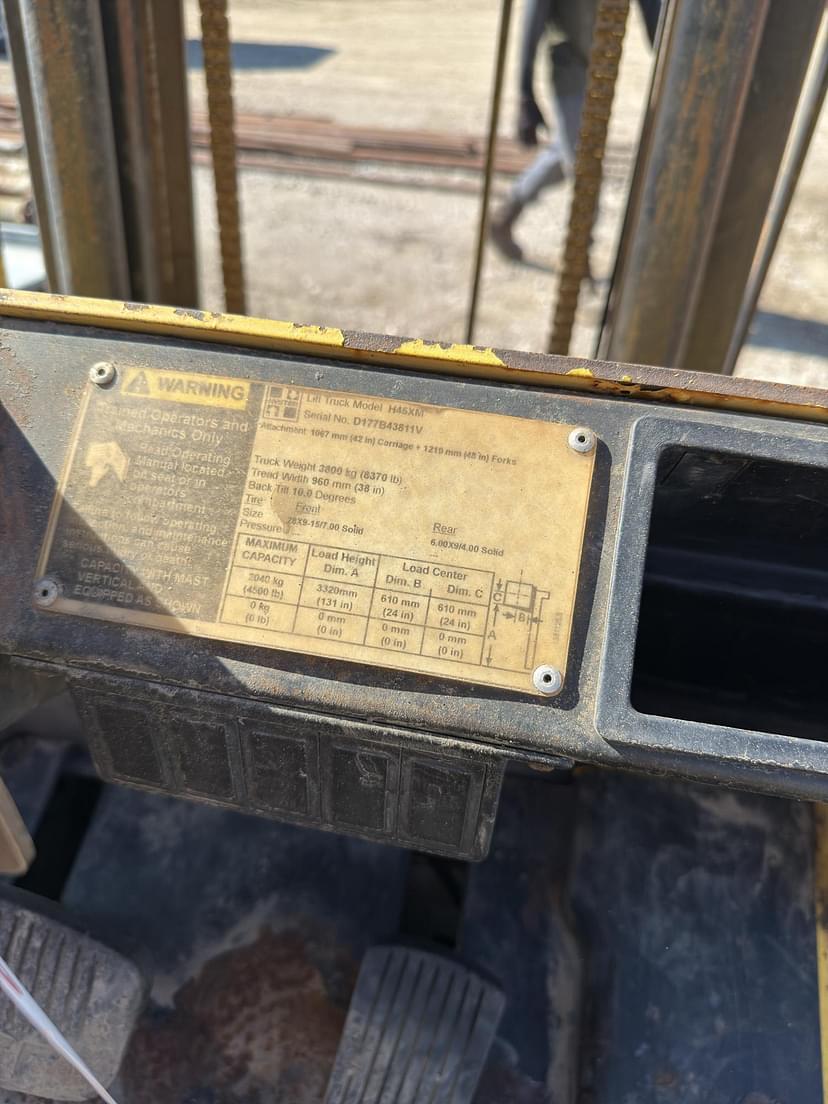 WARNING
Operators and
Mechanics Only
Read Operating
Manual located
operators
operating
maintenance
CAPACITY WITH MAST
VERTICAL AND
EQUIPPED AS SHOWN
Lift Truck Model H45XM
Serial No. D177B43811V
Attachment 1067 mm (42 in) Carriage + 1219 mm (48 in) Forks
Truck Weight 3800 kg (8370 lb)
Tread Width 960 mm (38 in)
Back Tilt 10.0 Degrees
Tire Front Rear
Size 28X9-15/7.00 Solid 6.00X9/4.00 Solid
Pressure --- ---
MAXIMUM CAPACITY
Load Height Dim. A
Load Center
Dim. B Dim. C
2040 kg 3320mm 610 mm 610 mm
(4500 lb) (131 in) (24 in) (24 in)
0 kg 0 mm 0 mm 0 mm
(0 lb) (0 in) (0 in) (0 in)
C
B
A